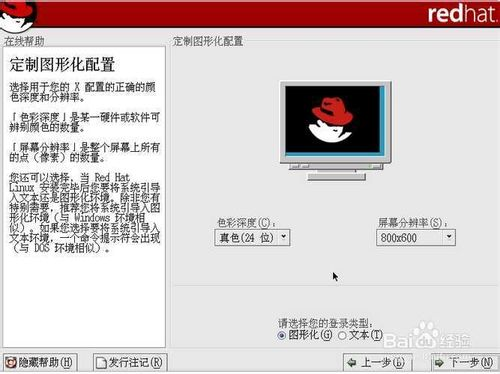 redhat.
在线帮助
定制图形化配置
选择用于您的 X 配置的正确的颜
色深度和分辨率。
「色彩深度」是某一硬件或软件可
辨别颜色的数量。
「屏幕分辨率」是整个屏幕上所有
的点（像素）的数量。
您还可以选择，当 Red Hat
Linux 安装完毕后您要将系统引导
入文本还是图形化环境。除非您有
特别需要，推荐您将系统引导入图
形化环境（与 Windows 环境相
似）。如果您选择要将系统引导入
文本环境，一个命令提示符会出现
（与 DOS 环境相似）。
定制图形化配置
色彩深度(C)：
屏幕分辨率(S)：
真色(24 位)
800x600
请选择您的登录类型：
图形化(G)
文本(T)
Baidu 经验
隐藏帮助(H)
发行注记(R)
上一步(B)
下一步(N)